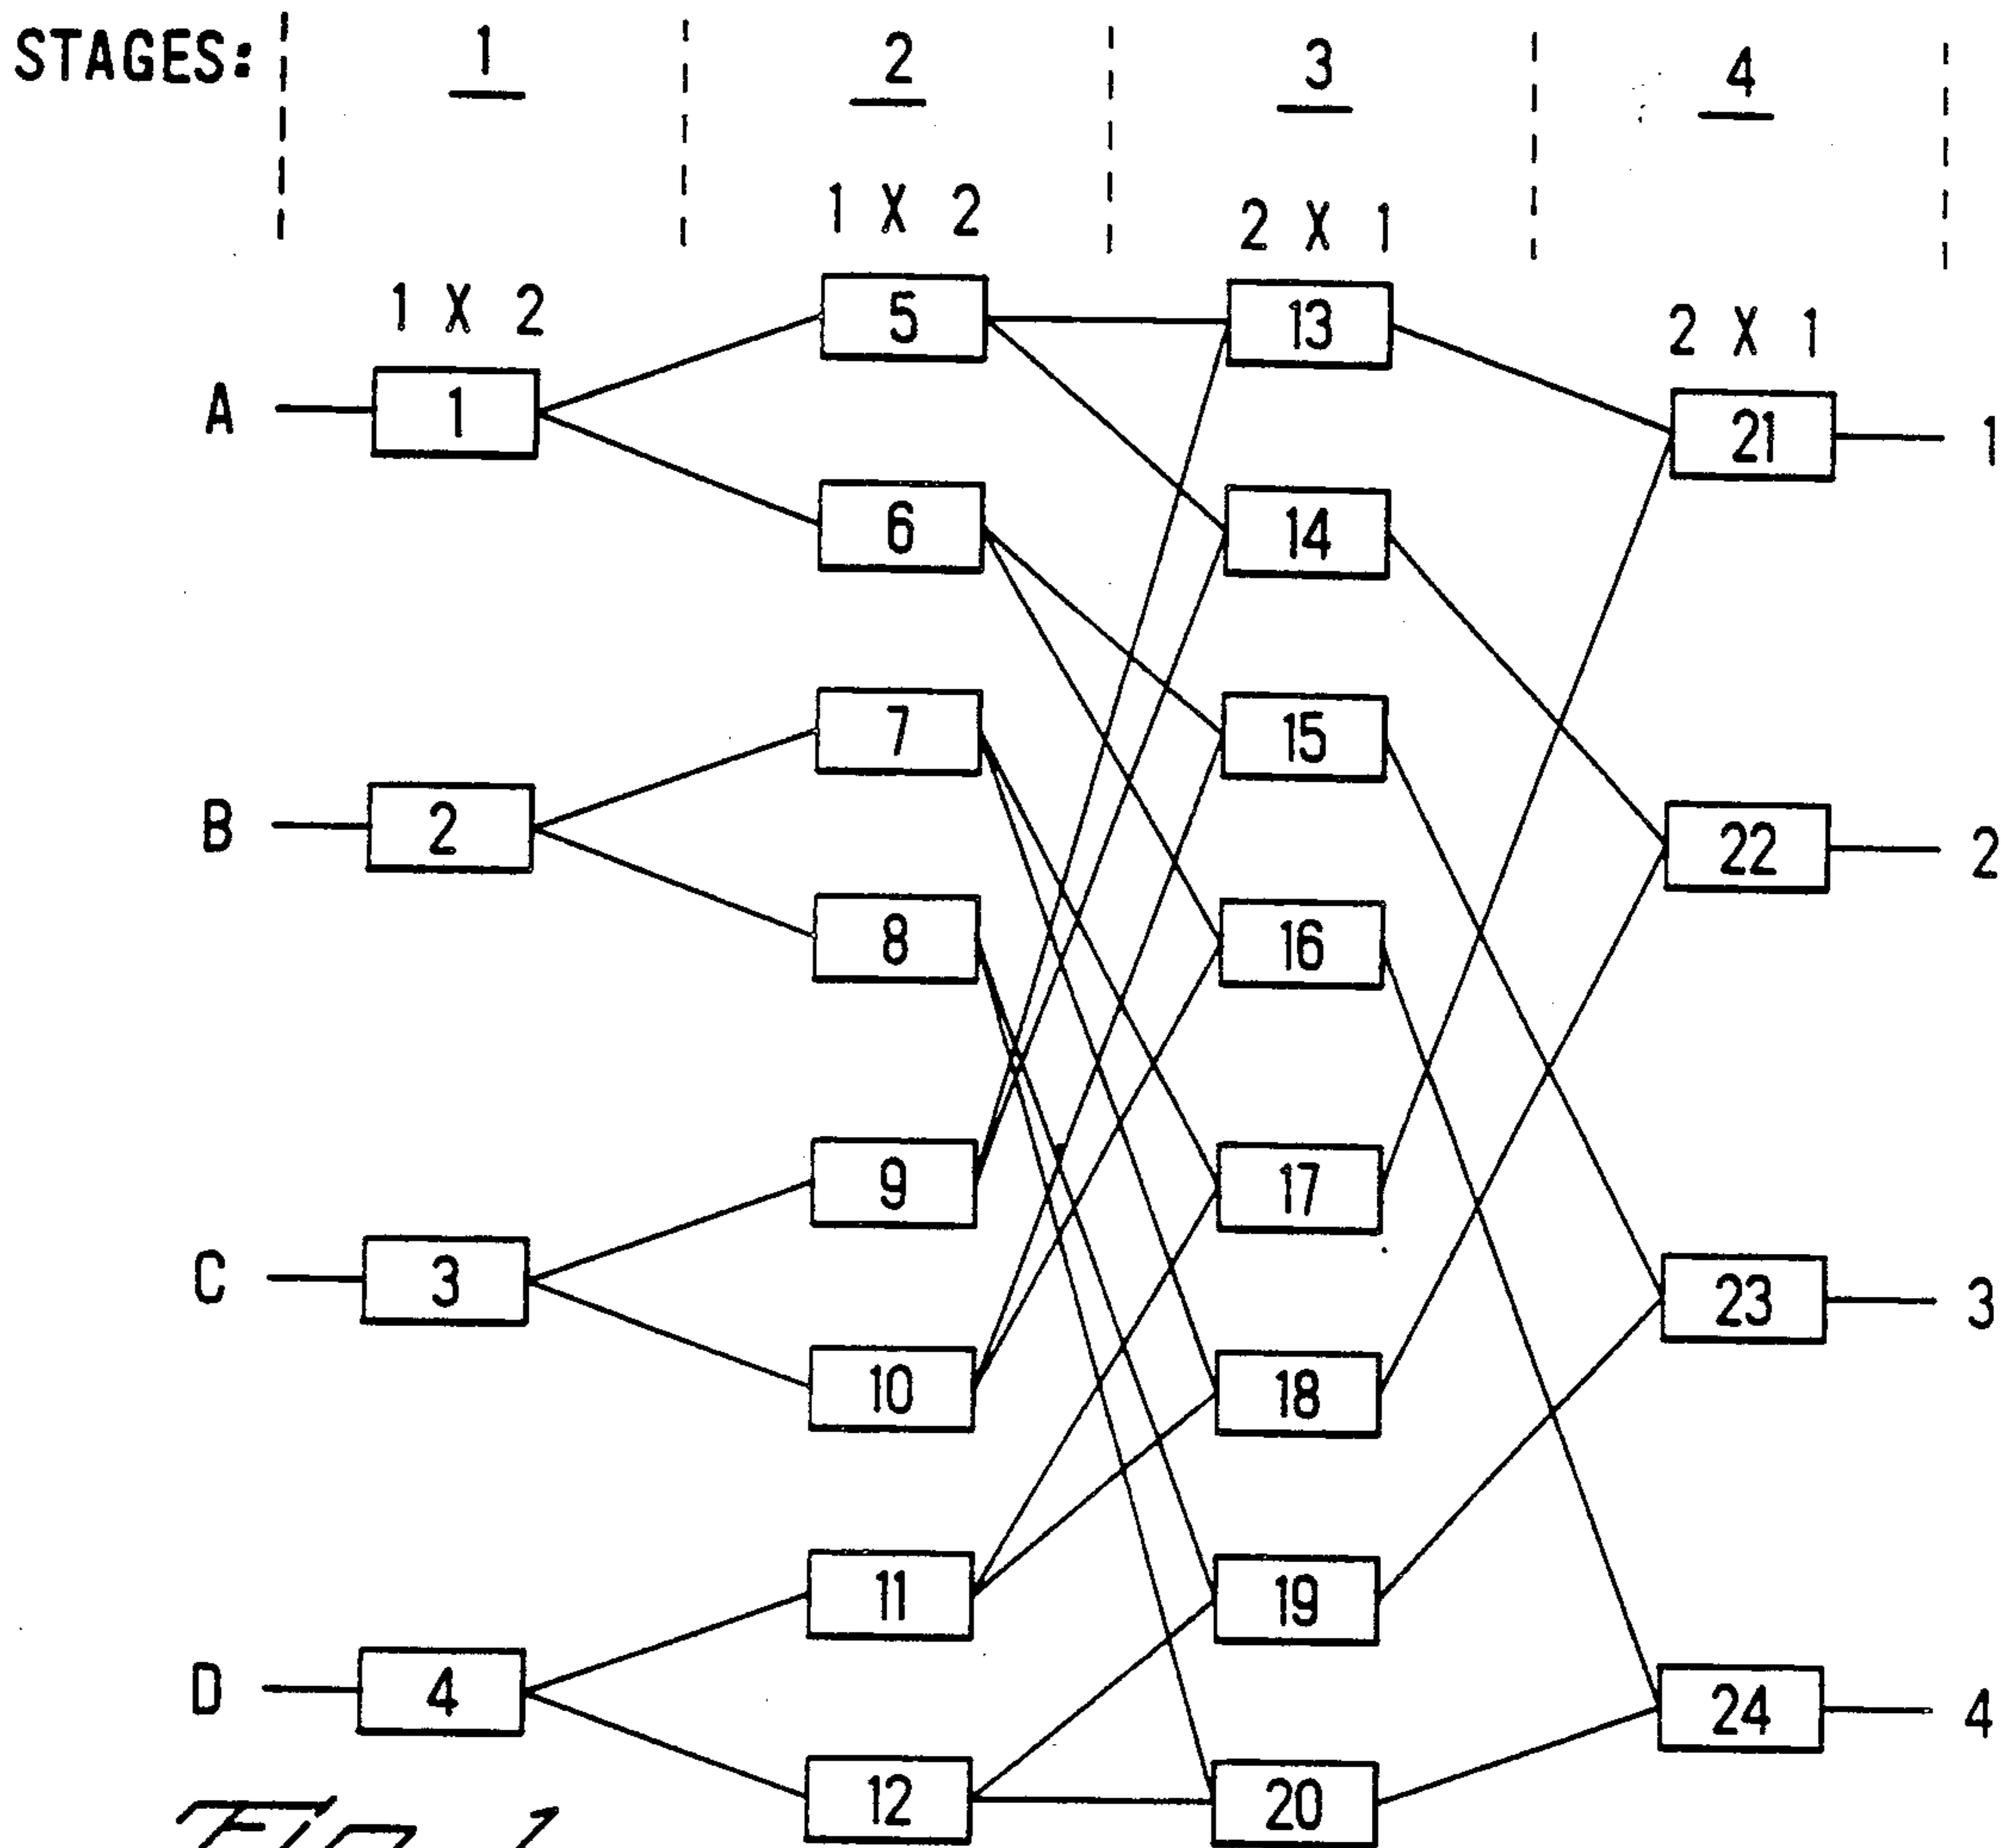 STAGES: 1 2 3 4
1 X 2 2 X 1
1 X 2 5 13 2 X 1
A 1 21 1
6 14
7 15
B 2 22 2
8 16
9 17
C 3 23 3
10 18
11 19
D 4 24 4
12 20
FIG. 1